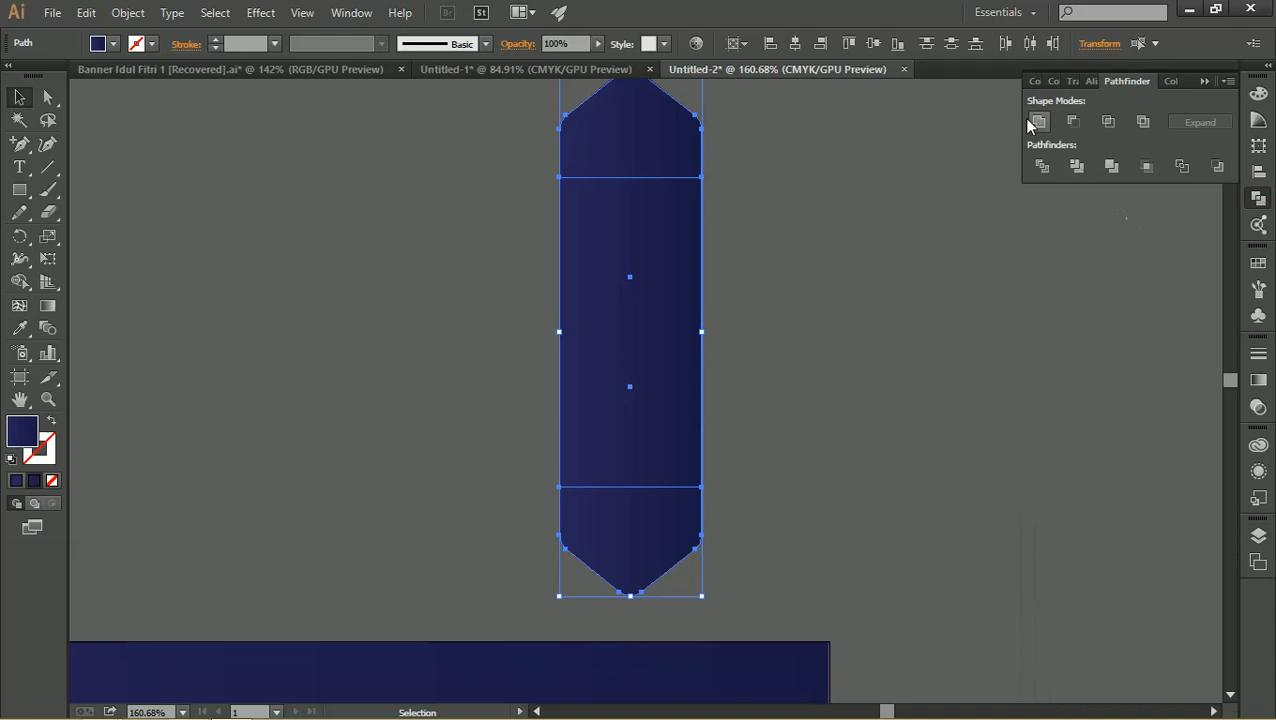 Ai File Edit Object Type Select Effect View Window Help Br St Essentials
Path Stroke: Basic Opacity: 100% Style: Transform
Banner Idul Fitri 1 [Recovered].ai* @ 142% (RGB/GPU Preview) × Untitled-1* @ 84.91% (CMYK/GPU Preview) × Untitled-2* @ 160.68% (CMYK/GPU Preview) ×
Co Co Tra Ali Pathfinder Col
Shape Modes:
Expand
Pathfinders:
160.68% 1 Selection